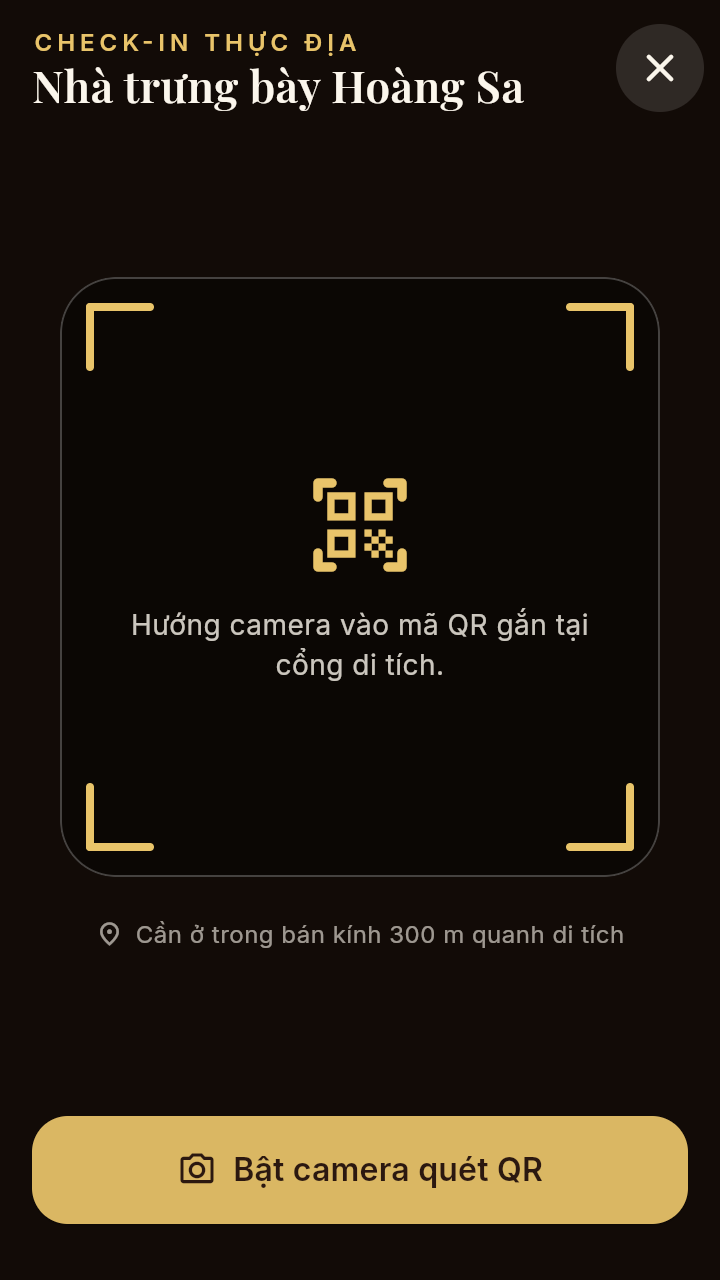 CHECK-IN THỰC ĐỊA
Nhà trưng bày Hoàng Sa
Hướng camera vào mã QR gắn tại
cổng di tích.
Cần ở trong bán kính 300 m quanh di tích
Bật camera quét QR